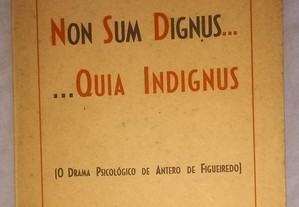 Non Sum Dignus...
...Quia Indignus
(O Drama Psicológico de Antero de Figueiredo)